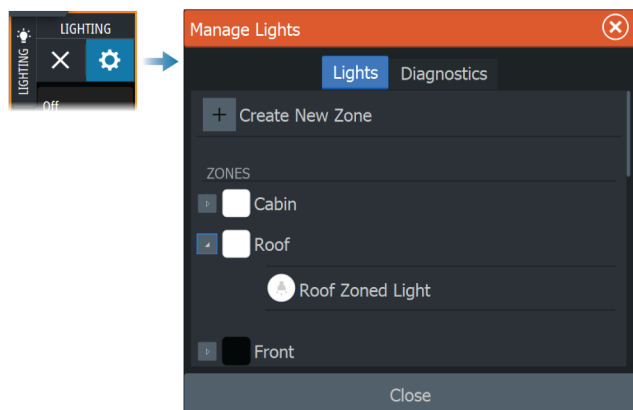 LIGHTING
LIGHTING
Off
Manage Lights
Lights Diagnostics
+ Create New Zone
ZONES
Cabin
Roof
Roof Zoned Light
Front
Close